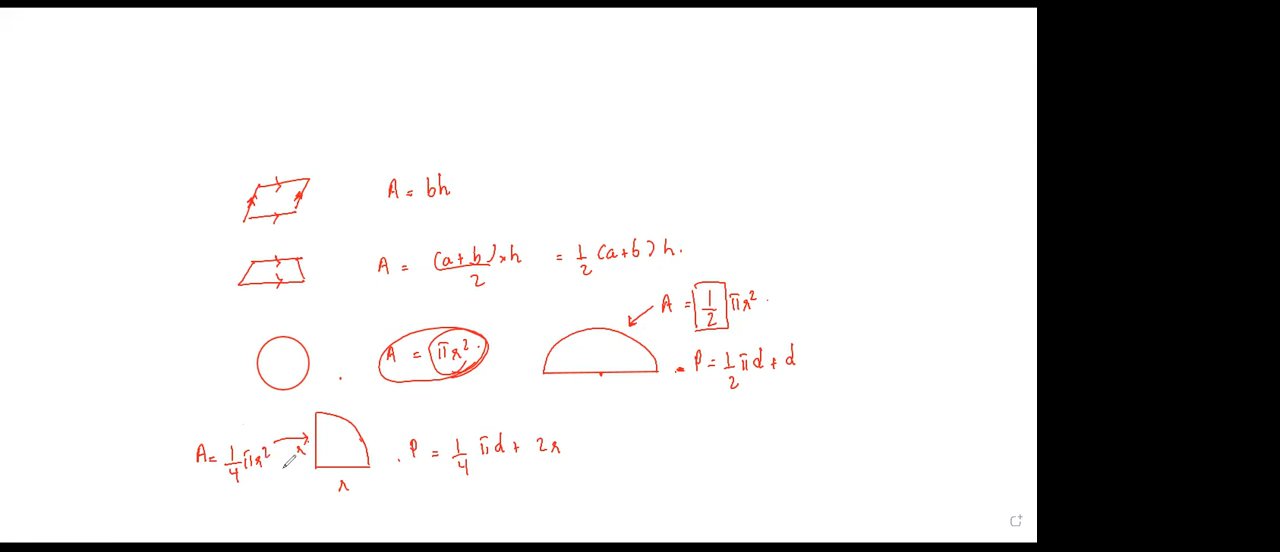 A = bh
A = (a+b)/2 × h = 1/2 (a+b) h.
A = 1/2 πr².
A = πr².
P = 1/2 πd + d
A = 1/4 πr²
r
P = 1/4 πd + 2r
r